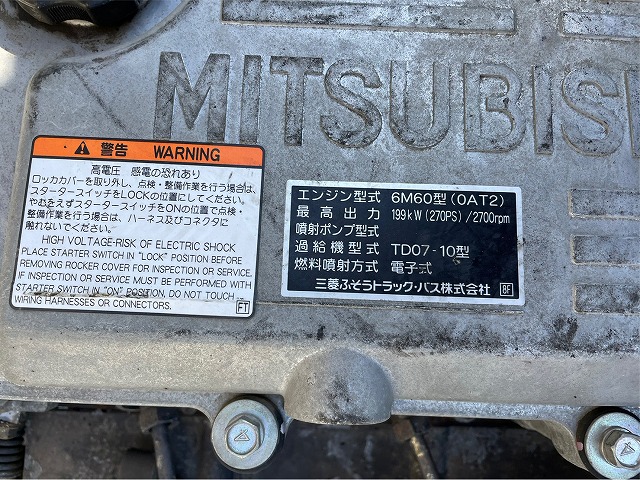 MITSUBISH
警告 WARNING
高電圧 感電の恐れあり
ロッカカバーを取り外し、点検・整備作業を行う場合は、
スタータースイッチをLOCKの位置にしてください。
やむをえずスタータースイッチをONの位置で点検・
整備作業を行う場合は、ハーネス及びコネクタに
触れないでください。
HIGH VOLTAGE-RISK OF ELECTRIC SHOCK
PLACE STARTER SWITCH IN "LOCK" POSITION BEFORE
REMOVING ROCKER COVER FOR INSPECTION OR SERVICE.
IF INSPECTION OR SERVICE MUST BE PERFORMED WITH
STARTER SWITCH IN "ON" POSITION, DO NOT TOUCH
WIRING HARNESSES OR CONNECTORS.
FT
エンジン型式 6M60型(0AT2)
最高出力 199kW(270PS)/2700rpm
噴射ポンプ型式
過給機型式 TD07-10型
燃料噴射方式 電子式
三菱ふそうトラック・バス株式会社 BF